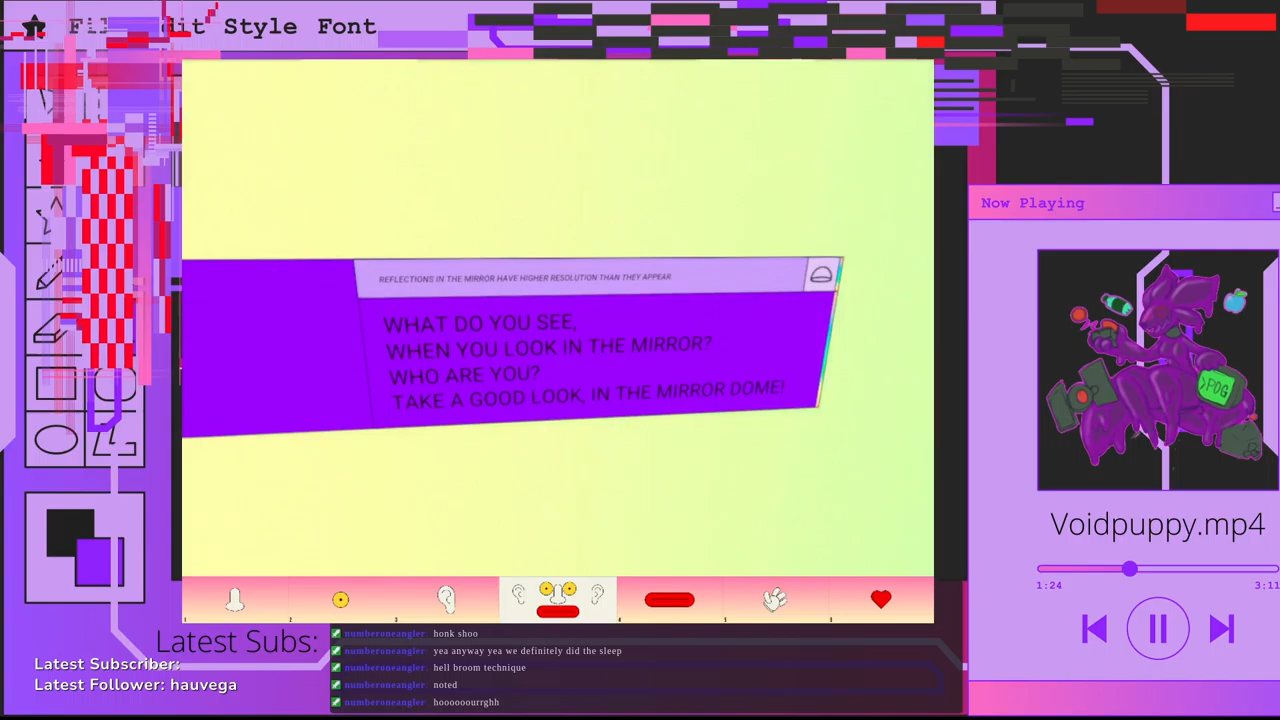 File Edit Style Font
Now Playing
REFLECTIONS IN THE MIRROR HAVE HIGHER RESOLUTION THAN THEY APPEAR
WHAT DO YOU SEE,
WHEN YOU LOOK IN THE MIRROR?
WHO ARE YOU?
TAKE A GOOD LOOK, IN THE MIRROR DOME!
>POG
Voidpuppy.mp4
1:24
3:11
Latest Subs:
Latest Subscriber:
Latest Follower: hauvega
numberoneangler honk shoo
numberoneangler yea anyway yea we definitely did the sleep
numberoneangler hell broom technique
numberoneangler noted
numberoneangler hoooooourrghh